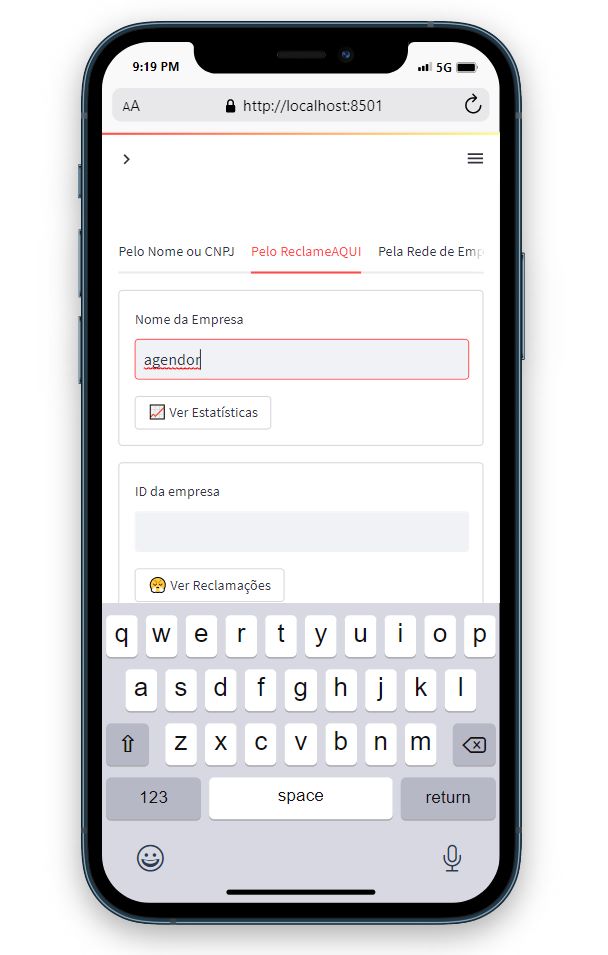 9:19 PM 5G
AA http://localhost:8501
Pelo Nome ou CNPJ Pelo ReclameAQUI Pela Rede de Emp
Nome da Empresa
agendor
Ver Estatísticas
ID da empresa
Ver Reclamações
q w e r t y u i o p
a s d f g h j k l
z x c v b n m
123 space return